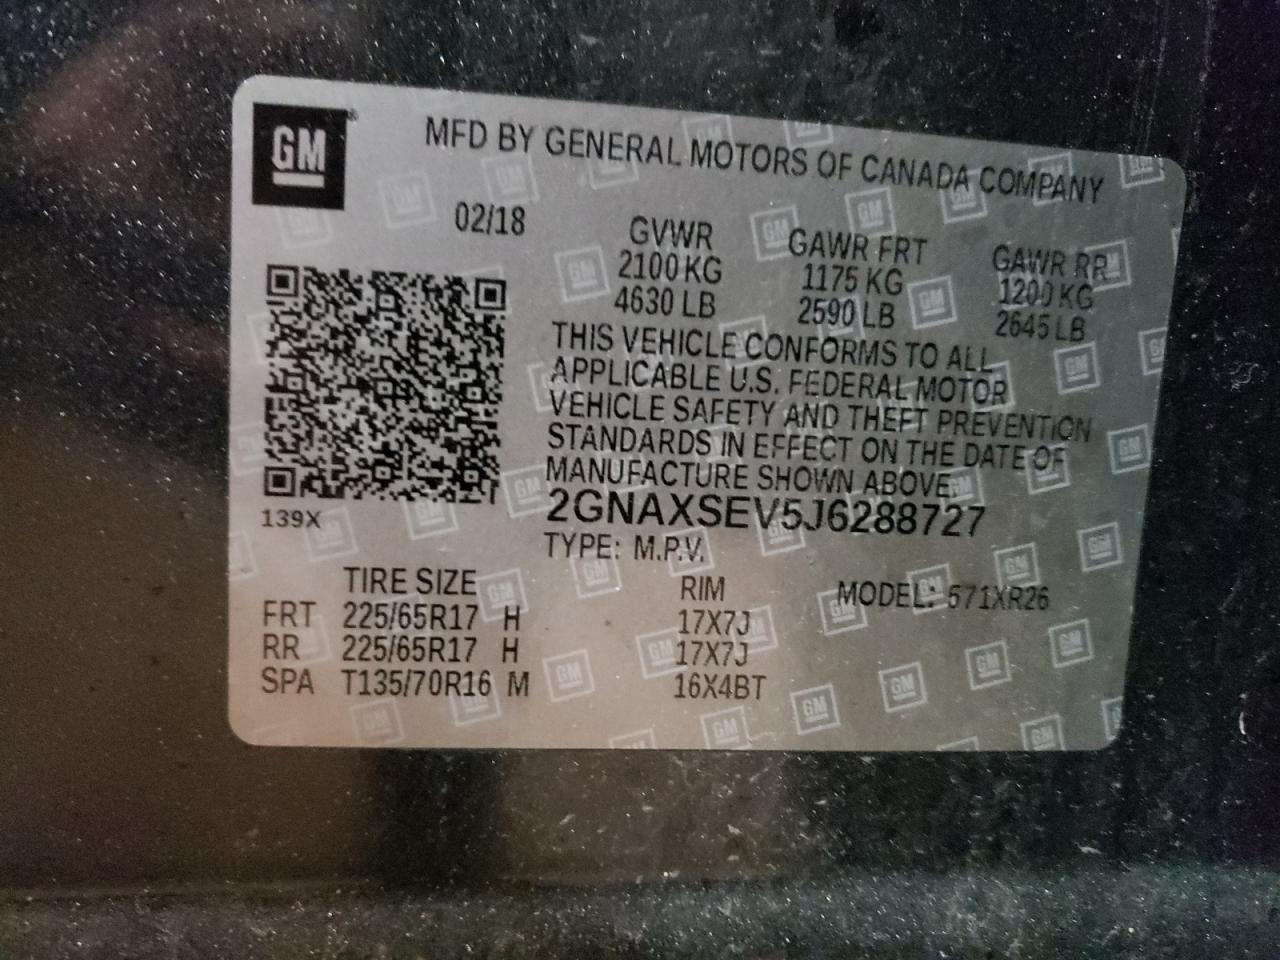 GM
MFD BY GENERAL MOTORS OF CANADA COMPANY
02/18
GVWR GAWR FRT GAWR RR
2100 KG 1175 KG 1200 KG
4630 LB 2590 LB 2645 LB
THIS VEHICLE CONFORMS TO ALL
APPLICABLE U.S. FEDERAL MOTOR
VEHICLE SAFETY AND THEFT PREVENTION
STANDARDS IN EFFECT ON THE DATE OF
MANUFACTURE SHOWN ABOVE.
139X
2GNAXSEV5J6288727
TYPE: M.P.V.
TIRE SIZE RIM MODEL: 571XR26
FRT 225/65R17 H 17X7J
RR 225/65R17 H 17X7J
SPA T135/70R16 M 16X4BT